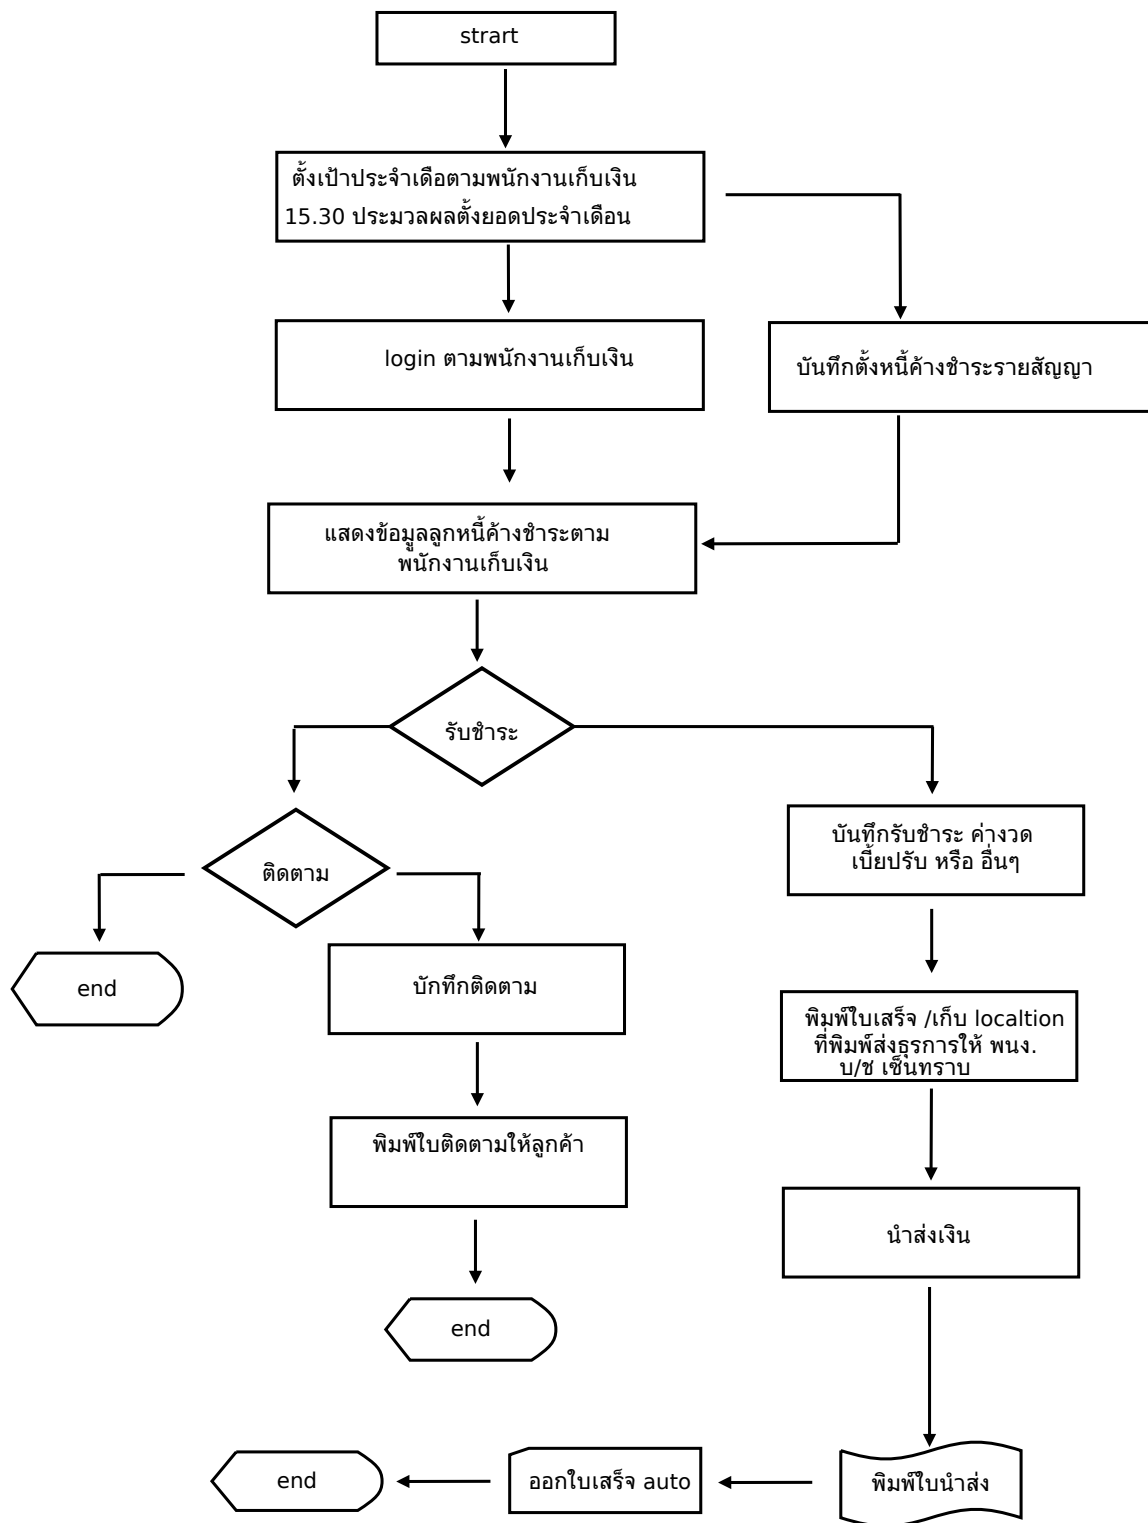 strart
ตั้งเป้าประจำเดือตามพนักงานเก็บเงิน
15.30 ประมวลผลตั้งยอดประจำเดือน
login ตามพนักงานเก็บเงิน
บันทึกตั้งหนี้ค้างชำระรายสัญญา
แสดงข้อมูลลูกหนี้ค้างชำระตาม
พนักงานเก็บเงิน
รับชำระ
ติดตาม
บันทึกรับชำระ ค่างวด
เบี้ยปรับ หรือ อื่นๆ
end
บักทึกติดตาม
พิมพ์ใบเสร็จ /เก็บ localtion
ที่พิมพ์ส่งธุรการให้ พนง.
บ/ช เซ็นทราบ
พิมพ์ใบติดตามให้ลูกค้า
นำส่งเงิน
end
end
ออกใบเสร็จ auto
พิมพ์ใบนำส่ง